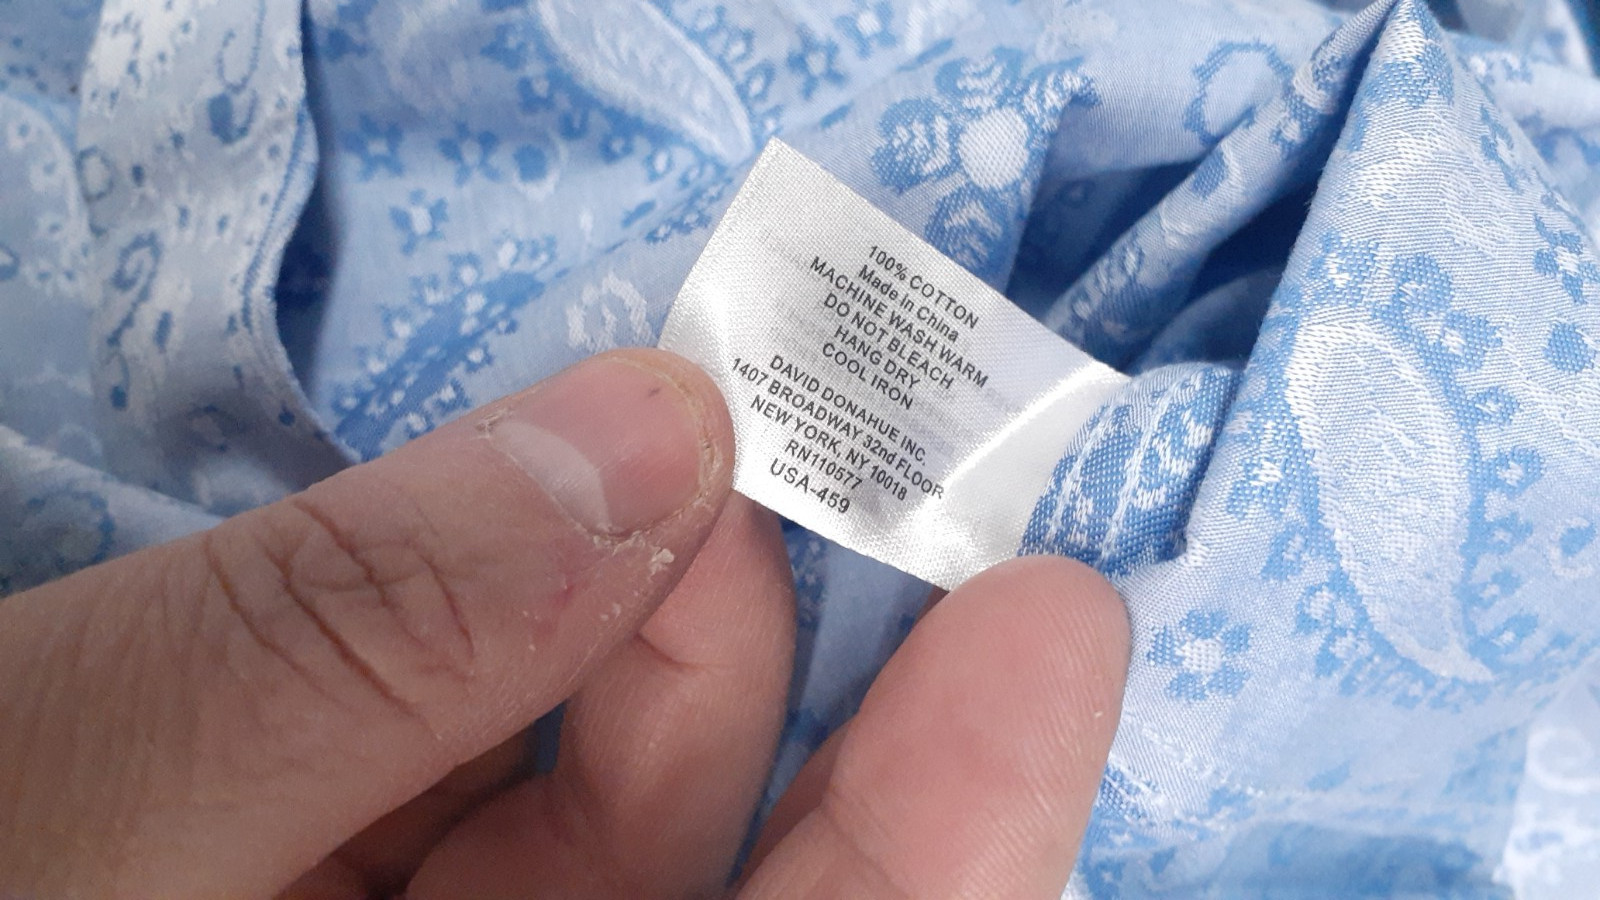 100% COTTON
Made In China
MACHINE WASH WARM
DO NOT BLEACH
HANG DRY
COOL IRON
DAVID DONAHUE INC.
1407 BROADWAY 32nd FLOOR
NEW YORK, NY 10018
RN110577
USA-459